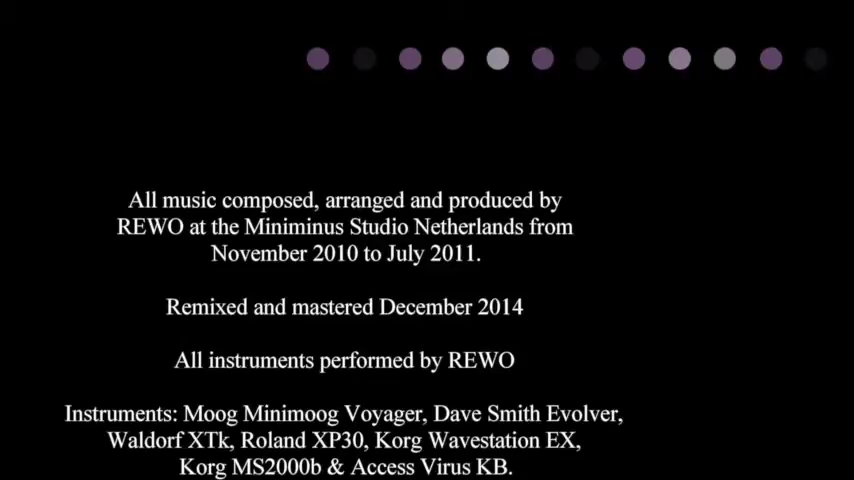 All music composed, arranged and produced by
REWO at the Miniminus Studio Netherlands from
November 2010 to July 2011.
Remixed and mastered December 2014
All instruments performed by REWO
Instruments: Moog Minimoog Voyager, Dave Smith Evolver,
Waldorf XTk, Roland XP30, Korg Wavestation EX,
Korg MS2000b & Access Virus KB.